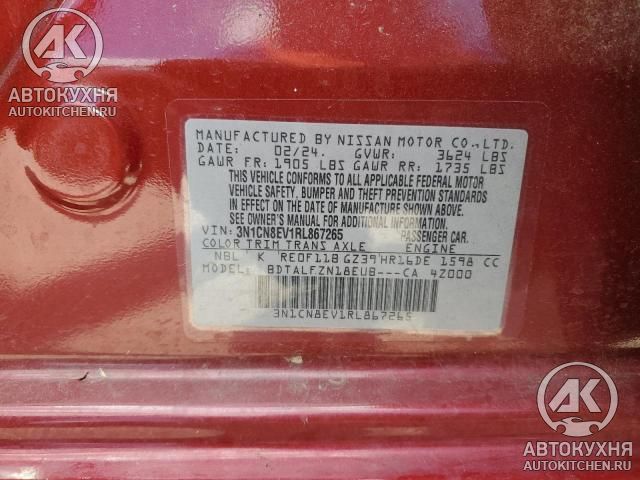 АК
АВТОКУХНЯ
AUTOKITCHEN.RU
MANUFACTURED BY NISSAN MOTOR CO., LTD.
DATE: 02/24. GVWR: 3624 LBS
GAWR FR: 1905 LBS GAWR RR: 1735 LBS
THIS VEHICLE CONFORMS TO ALL APPLICABLE FEDERAL MOTOR
VEHICLE SAFETY, BUMPER AND THEFT PREVENTION STANDARDS
IN EFFECT ON THE DATE OF MANUFACTURE SHOWN ABOVE.
SEE OWNER'S MANUAL FOR ADDITIONAL INFORMATION
VIN: 3N1CN8EV1RL867265 PASSENGER CAR.
COLOR TRIM TRANS AXLE ENGINE
NBL K RE0F11B GZ39 HR16DE 1598 CC
MODEL: BDTALFZN18EUB---CA 42000
3N1CN8EV1RL867265
АК
АВТОКУХНЯ
AUTOKITCHEN.RU